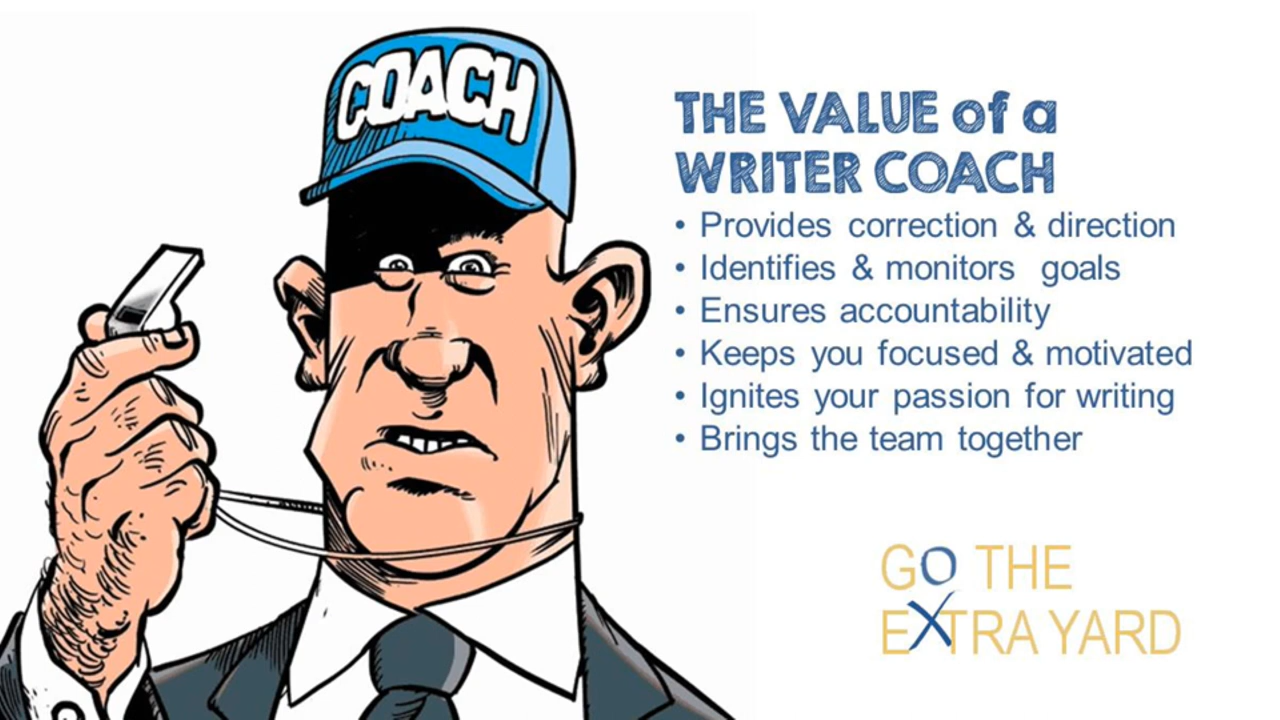 COACH
THE VALUE of a
WRITER COACH
• Provides correction & direction
• Identifies & monitors goals
• Ensures accountability
• Keeps you focused & motivated
• Ignites your passion for writing
• Brings the team together
GO THE
EXTRA YARD